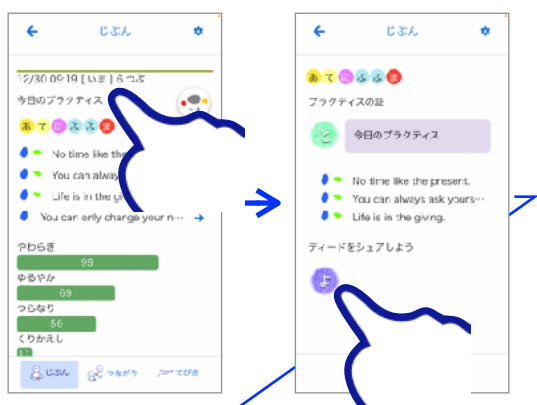 じぶん
12/30 09:19 [ いま ] 6 つぶ
今日のプラクティス
あ て に ふ ふ ま
No time like the
You can alway
Life is in the gi
You can only change your n… →
やわらぎ
99
ゆるやか
69
つらなり
56
くりかえし
じぶん つながり てびき
じぶん
あ て に ふ ふ ま
プラクティスの証
と 今日のプラクティス
No time like the present.
You can always ask yours…
Life is in the giving.
ディードをシェアしよう
よ